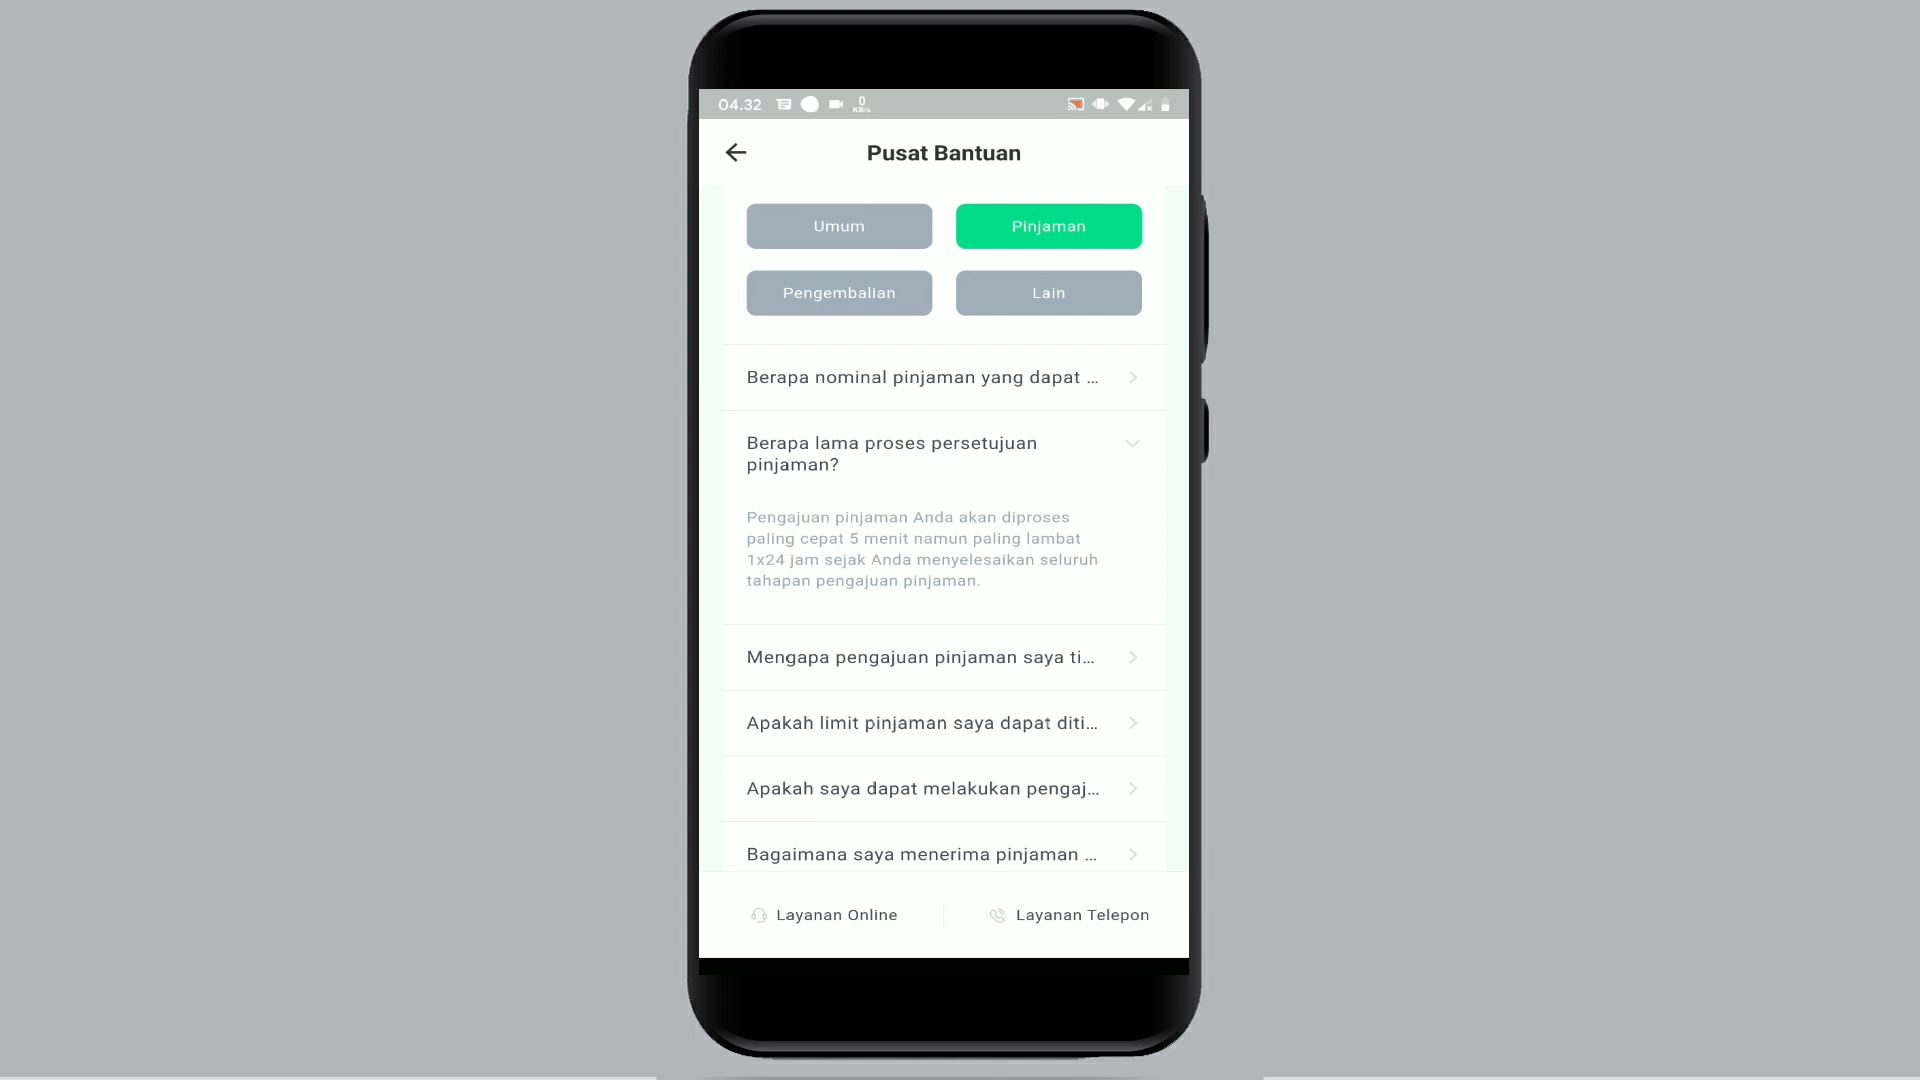 04.32 0 KB/s
Pusat Bantuan
Umum Pinjaman
Pengembalian Lain
Berapa nominal pinjaman yang dapat ...
Berapa lama proses persetujuan
pinjaman?
Pengajuan pinjaman Anda akan diproses
paling cepat 5 menit namun paling lambat
1x24 jam sejak Anda menyelesaikan seluruh
tahapan pengajuan pinjaman.
Mengapa pengajuan pinjaman saya ti...
Apakah limit pinjaman saya dapat diti...
Apakah saya dapat melakukan pengaj...
Bagaimana saya menerima pinjaman ...
Layanan Online Layanan Telepon